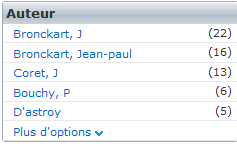 Auteur
Bronckart, J (22)
Bronckart, Jean-paul (16)
Coret, J (13)
Bouchy, P (6)
D'astroy (5)
Plus d'options